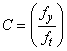 C = (f_y / f_t)